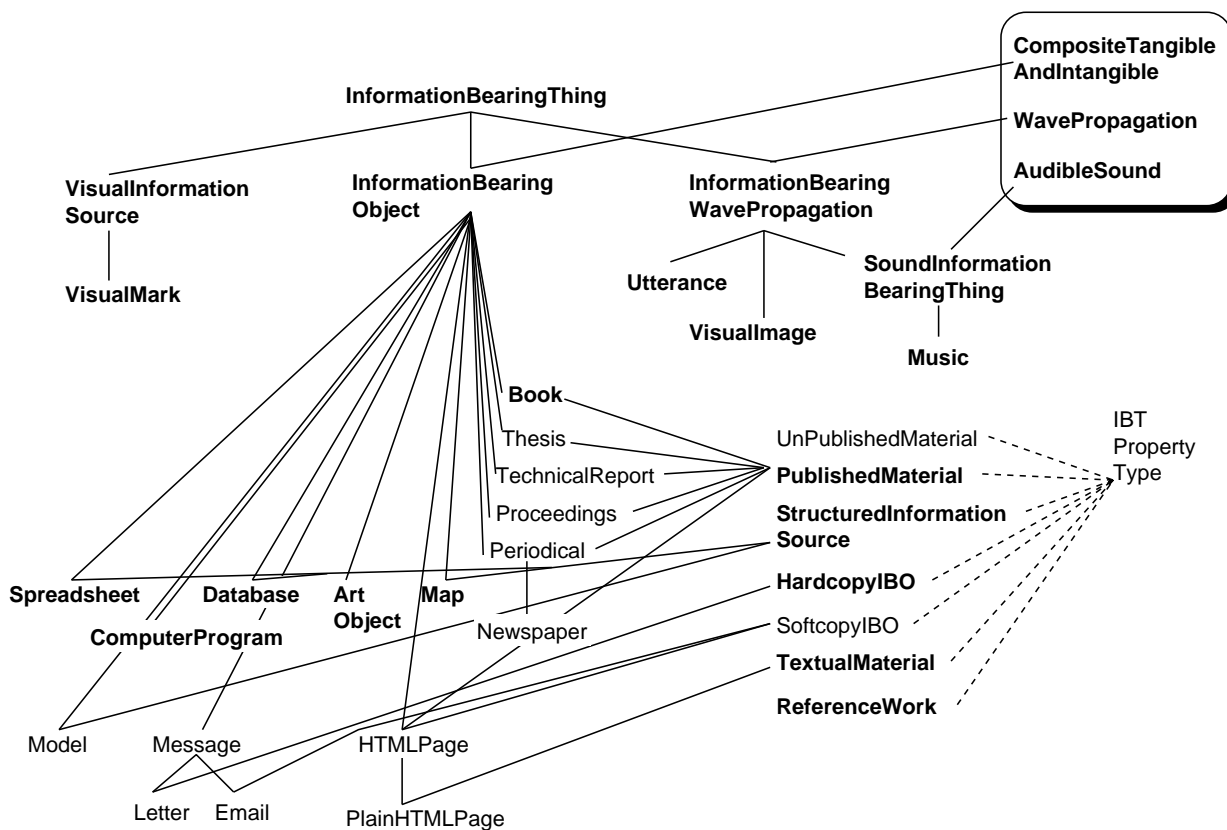 CompositeTangible
AndIntangible
InformationBearingThing
WavePropagation
AudibleSound
VisualInformation
Source
InformationBearing
Object
InformationBearing
WavePropagation
VisualMark
Utterance
SoundInformation
BearingThing
VisualImage
Music
Book
Thesis
TechnicalReport
Proceedings
Periodical
UnPublishedMaterial
PublishedMaterial
StructuredInformation
Source
HardcopyIBO
SoftcopyIBO
TextualMaterial
ReferenceWork
IBT
Property
Type
Spreadsheet
Database
Art
Object
Map
ComputerProgram
Newspaper
Model
Message
HTMLPage
Letter
Email
PlainHTMLPage